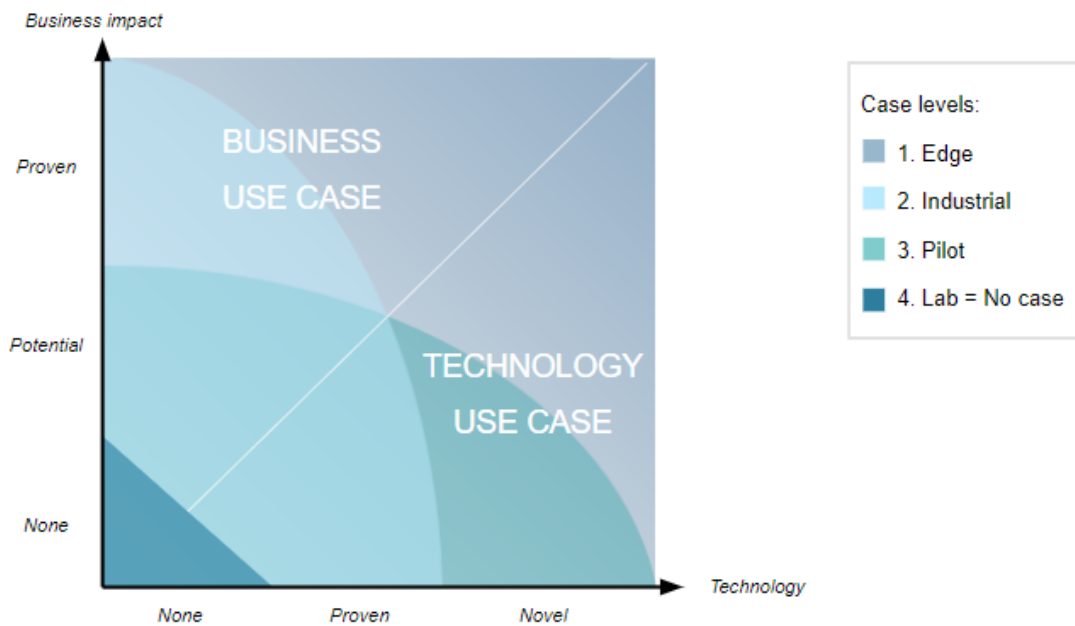 Business impact
Proven
Potential
None
BUSINESS
USE CASE
TECHNOLOGY
USE CASE
None
Proven
Novel
Technology
Case levels:
1. Edge
2. Industrial
3. Pilot
4. Lab = No case